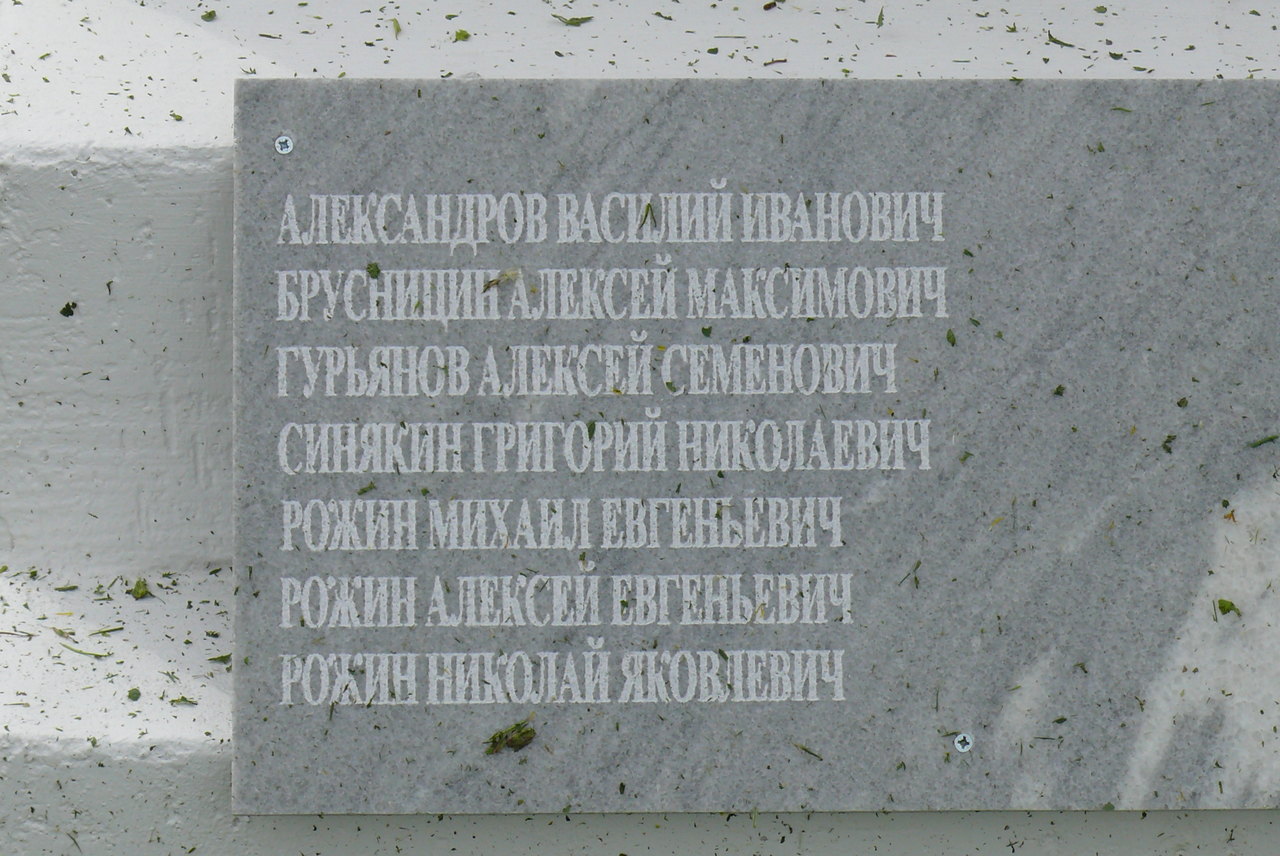 АЛЕКСАНДРОВ ВАСИЛИЙ ИВАНОВИЧ
БРУСНИЦИН АЛЕКСЕЙ МАКСИМОВИЧ
ГУРЬЯНОВ АЛЕКСЕЙ СЕМЕНОВИЧ
СИНЯКИН ГРИГОРИЙ НИКОЛАЕВИЧ
РОЖИН МИХАИЛ ЕВГЕНЬЕВИЧ
РОЖИН АЛЕКСЕЙ ЕВГЕНЬЕВИЧ
РОЖИН НИКОЛАЙ ЯКОВЛЕВИЧ